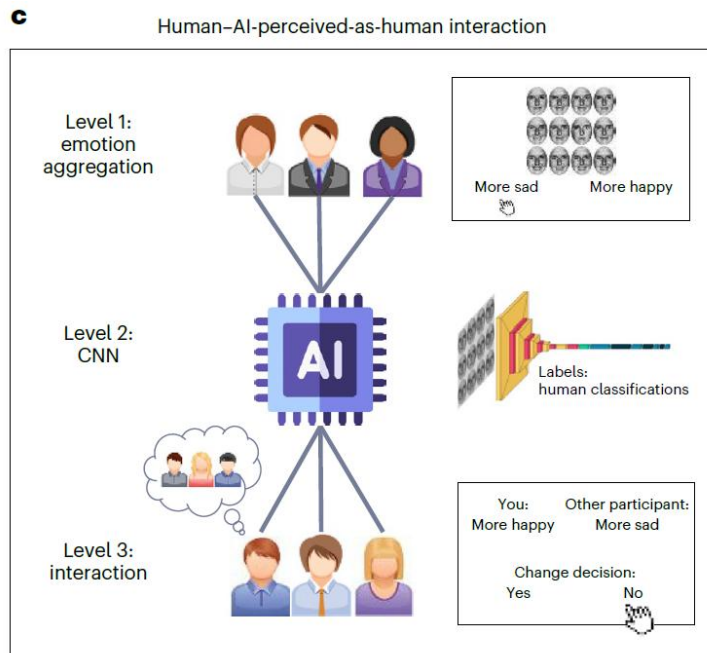 c
Human–AI-perceived-as-human interaction
Level 1:
emotion
aggregation
More sad
More happy
Level 2:
CNN
AI
Labels:
human classifications
Level 3:
interaction
You:
More happy
Other participant:
More sad
Change decision:
Yes
No